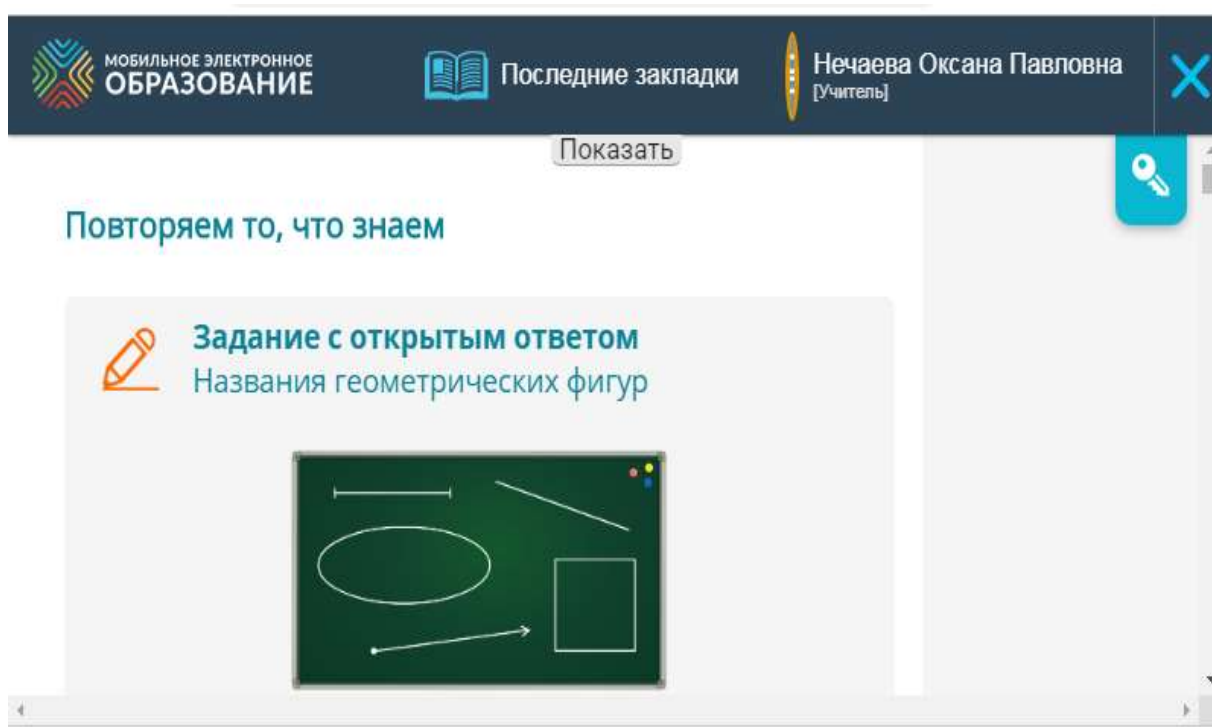 МОБИЛЬНОЕ ЭЛЕКТРОННОЕ
ОБРАЗОВАНИЕ
Последние закладки
Нечаева Оксана Павловна
[Учитель]
Показать
Повторяем то, что знаем
Задание с открытым ответом
Названия геометрических фигур